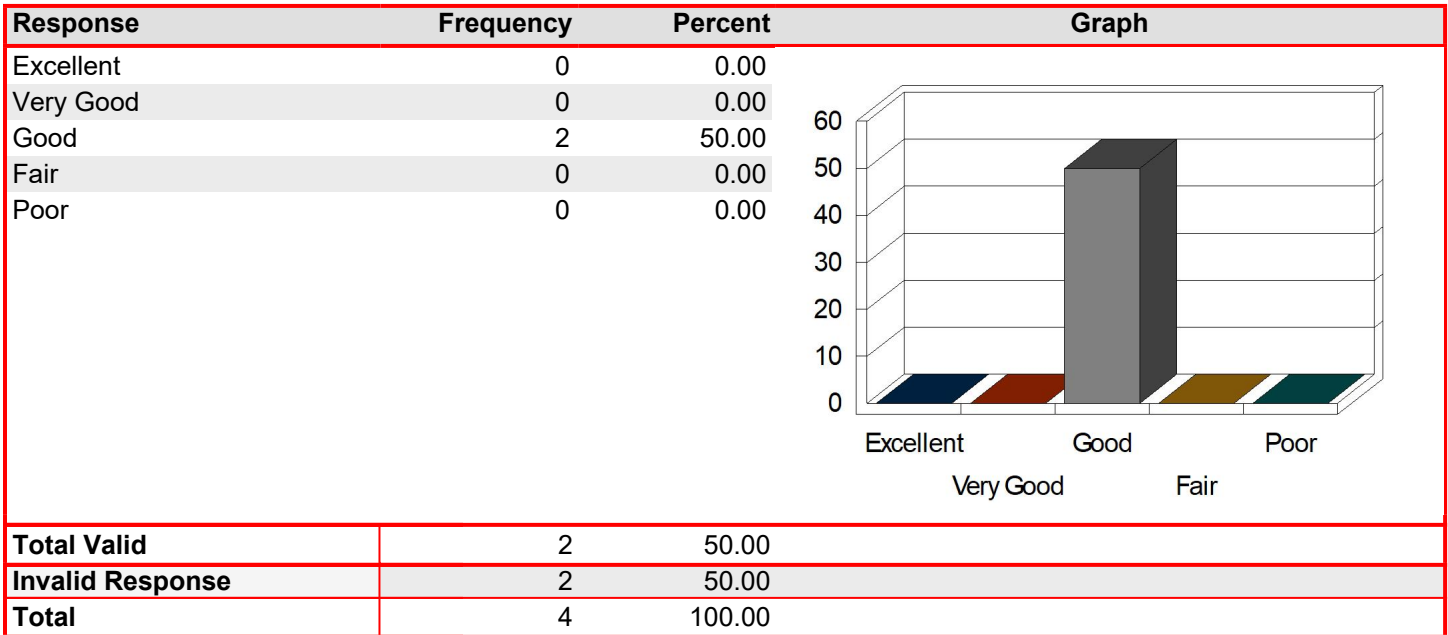 Response Frequency Percent Graph
Excellent 0 0.00
Very Good 0 0.00
Good 2 50.00
Fair 0 0.00
Poor 0 0.00
60
50
40
30
20
10
0
Excellent Good Poor
Very Good Fair
Total Valid 2 50.00
Invalid Response 2 50.00
Total 4 100.00